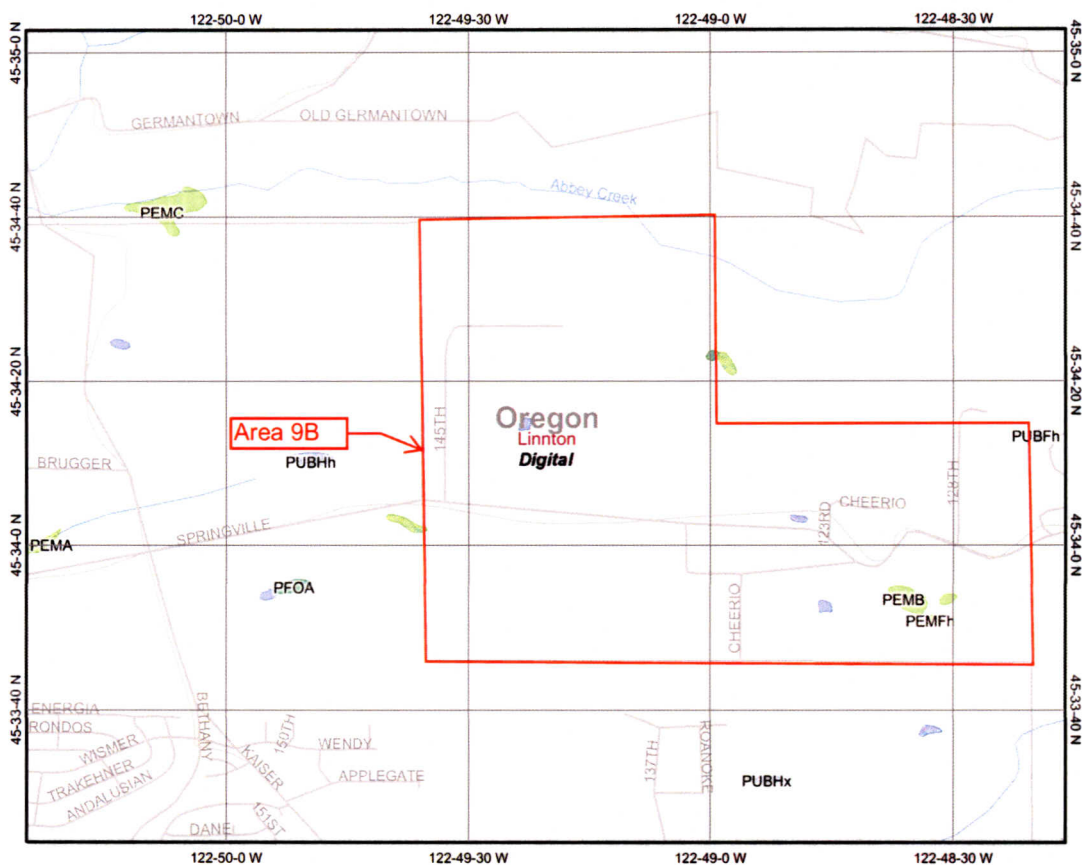 122-50-0 W
122-49-30 W
122-49-0 W
122-48-30 W
45-35-0 N
45-35-0 N
GERMANTOWN
OLD GERMANTOWN
Abbey Creek
45-34-40 N
45-34-40 N
PEMC
45-34-20 N
45-34-20 N
145TH
Oregon
Linnton
Digital
Area 9B
PUBFh
BRUGGER
PUBHh
128TH
CHEERIO
123RD
SPRINGVILLE
45-34-0 N
45-34-0 N
PEMA
PFOA
PEMB
PEMFh
CHEERIO
45-33-40 N
45-33-40 N
ENERGIA
RONDOS
BETHANY
150TH
WENDY
WISMER
KAISER
137TH
ROANOKE
TRAKEHNER
APPLEGATE
PUBHx
ANDALUSIAN
151ST
DANEI
122-50-0 W
122-49-30 W
122-49-0 W
122-48-30 W